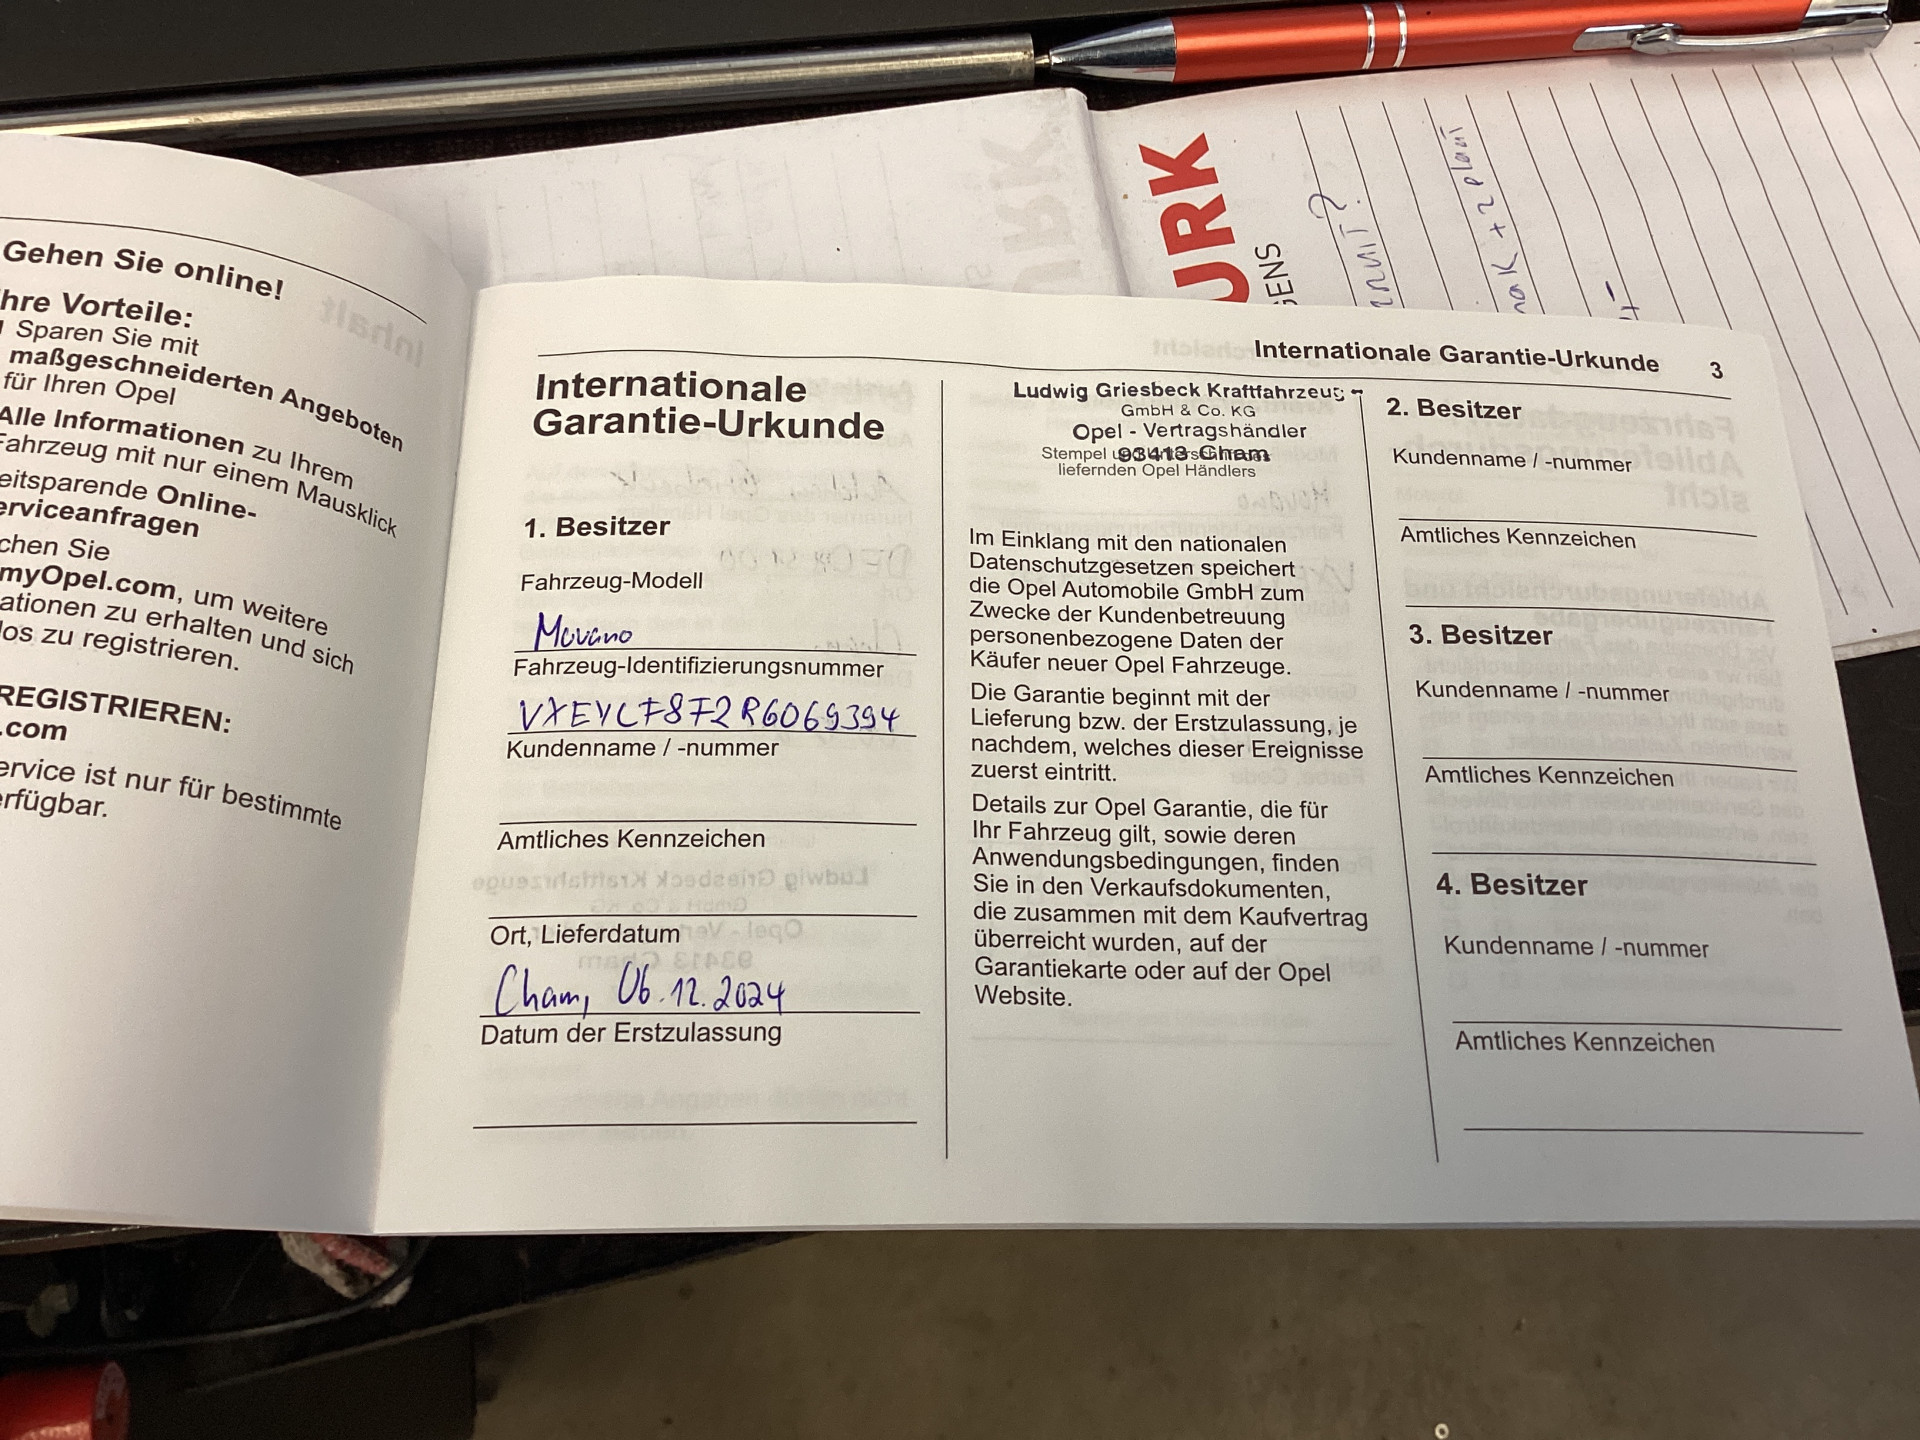 Gehen Sie online!
hre Vorteile:
Sparen Sie mit
maßgeschneiderten Angeboten
für Ihren Opel
Alle Informationen zu Ihrem
Fahrzeug mit nur einem Mausklick
eitsparende Online-
erviceanfragen
chen Sie
myOpel.com, um weitere
ationen zu erhalten und sich
los zu registrieren.
REGISTRIEREN:
.com
ervice ist nur für bestimmte
erfügbar.
Internationale Garantie-Urkunde 3
Internationale
Garantie-Urkunde
1. Besitzer
Fahrzeug-Modell
Movano
Fahrzeug-Identifizierungsnummer
VXEYCF8F2R6069394
Kundenname / -nummer
Amtliches Kennzeichen
Ort, Lieferdatum
Cham, 06.12.2024
Datum der Erstzulassung
Ludwig Griesbeck Kraftfahrzeug -
GmbH & Co. KG
Opel - Vertragshändler
93413 Cham
Stempel
liefernden Opel Händlers
Im Einklang mit den nationalen
Datenschutzgesetzen speichert
die Opel Automobile GmbH zum
Zwecke der Kundenbetreuung
personenbezogene Daten der
Käufer neuer Opel Fahrzeuge.
Die Garantie beginnt mit der
Lieferung bzw. der Erstzulassung, je
nachdem, welches dieser Ereignisse
zuerst eintritt.
Details zur Opel Garantie, die für
Ihr Fahrzeug gilt, sowie deren
Anwendungsbedingungen, finden
Sie in den Verkaufsdokumenten,
die zusammen mit dem Kaufvertrag
überreicht wurden, auf der
Garantiekarte oder auf der Opel
Website.
2. Besitzer
Kundenname / -nummer
Amtliches Kennzeichen
3. Besitzer
Kundenname / -nummer
Amtliches Kennzeichen
4. Besitzer
Kundenname / -nummer
Amtliches Kennzeichen
URK
GENS